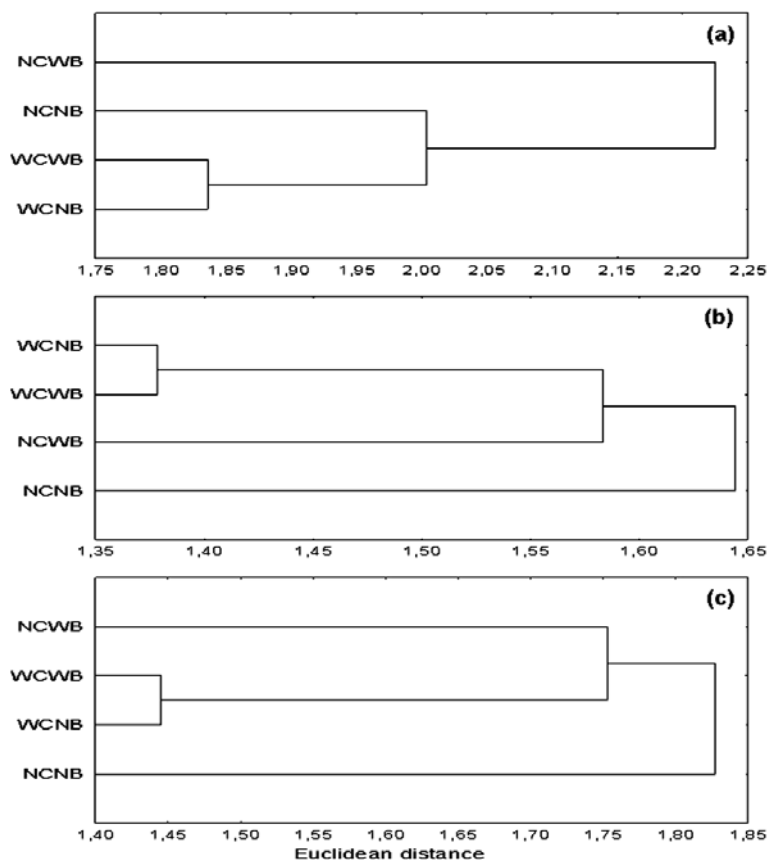 (a)
NCWB
NCNB
WCWB
WCNB
1,75 1,80 1,85 1,90 1,95 2,00 2,05 2,10 2,15 2,20 2,25
(b)
WCNB
WCWB
NCWB
NCNB
1,35 1,40 1,45 1,50 1,55 1,60 1,65
(c)
NCWB
WCWB
WCNB
NCNB
1,40 1,45 1,50 1,55 1,60 1,65 1,70 1,75 1,80 1,85
Euclidean distance